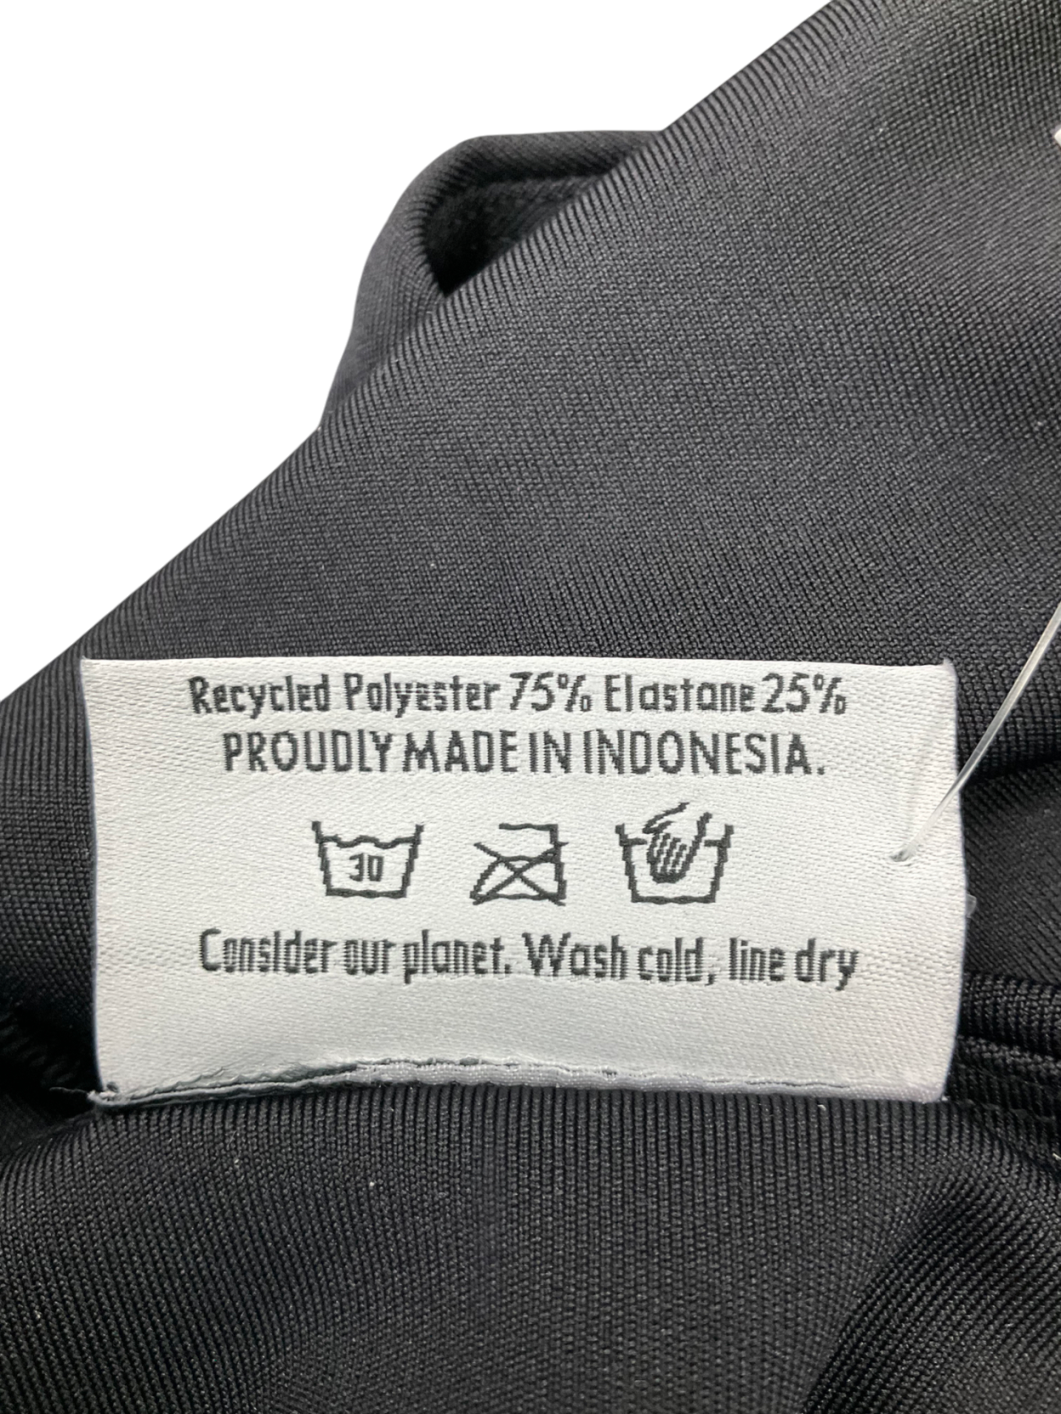 Recycled Polyester 75% Elastane 25%
PROUDLY MADE IN INDONESIA.
30
Consider our planet. Wash cold, line dry